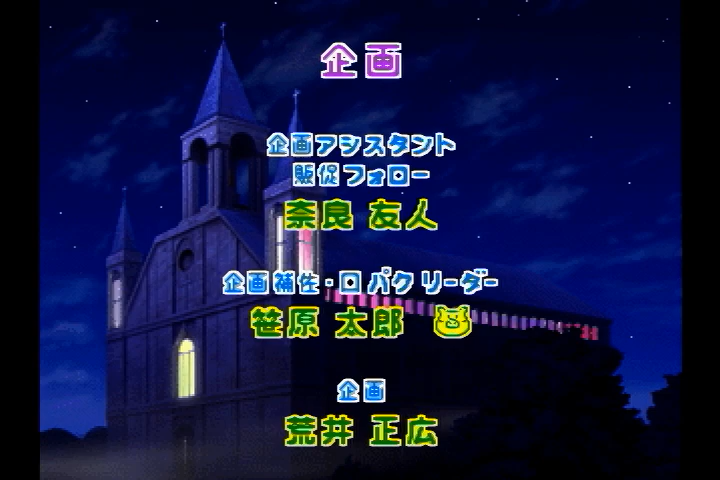 企画
企画アシスタント
販促フォロー
奈良 友人
企画補佐・口パクリーダー
笹原 太郎
企画
荒井 正広